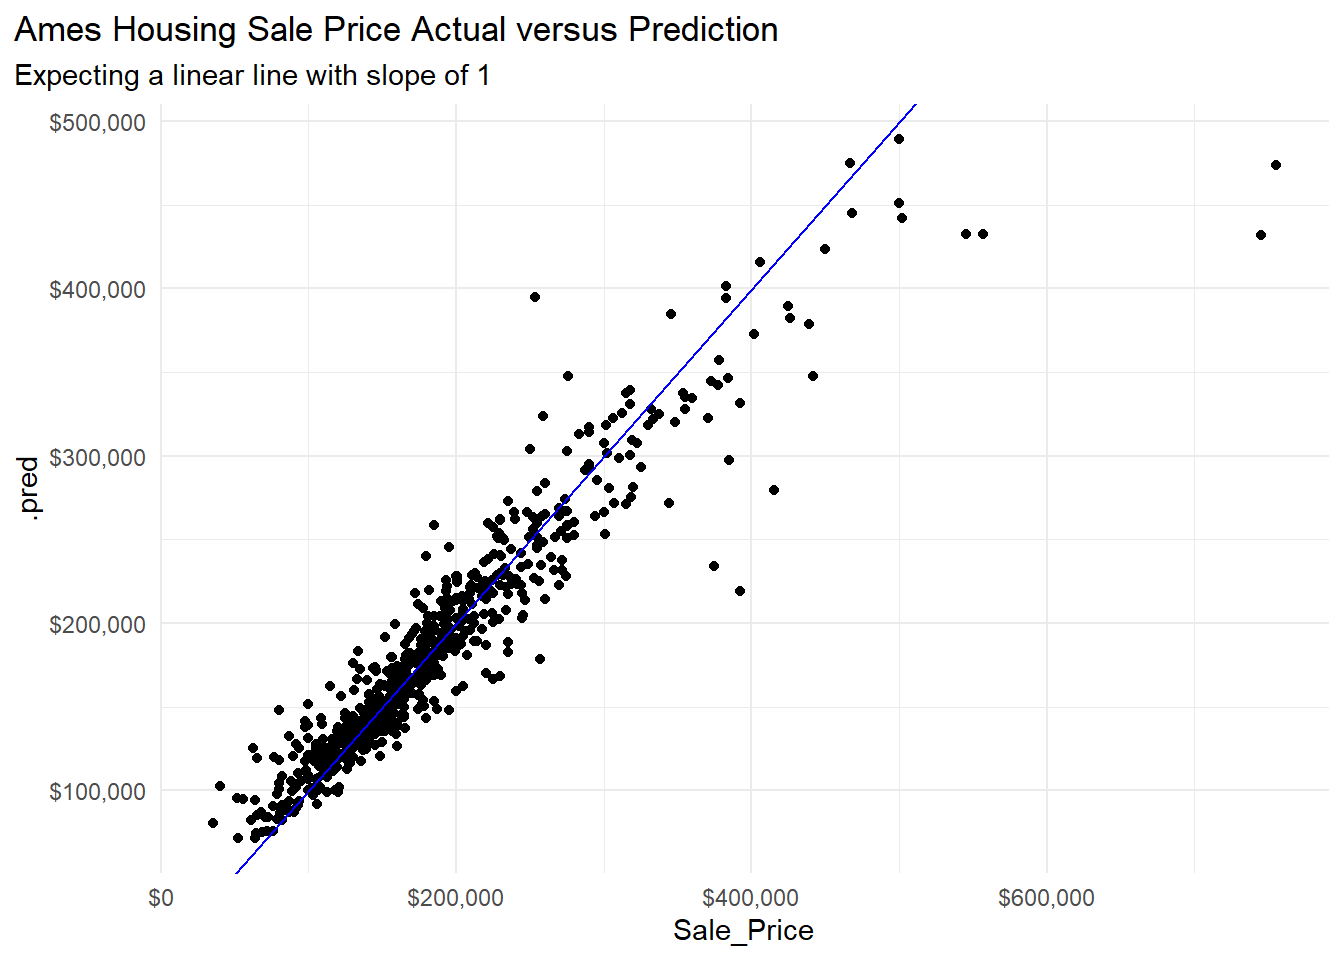 Ames Housing Sale Price Actual versus Prediction
Expecting a linear line with slope of 1
$500,000
$400,000
$300,000
$200,000
$100,000
.pred
$0
$200,000
$400,000
$600,000
Sale_Price